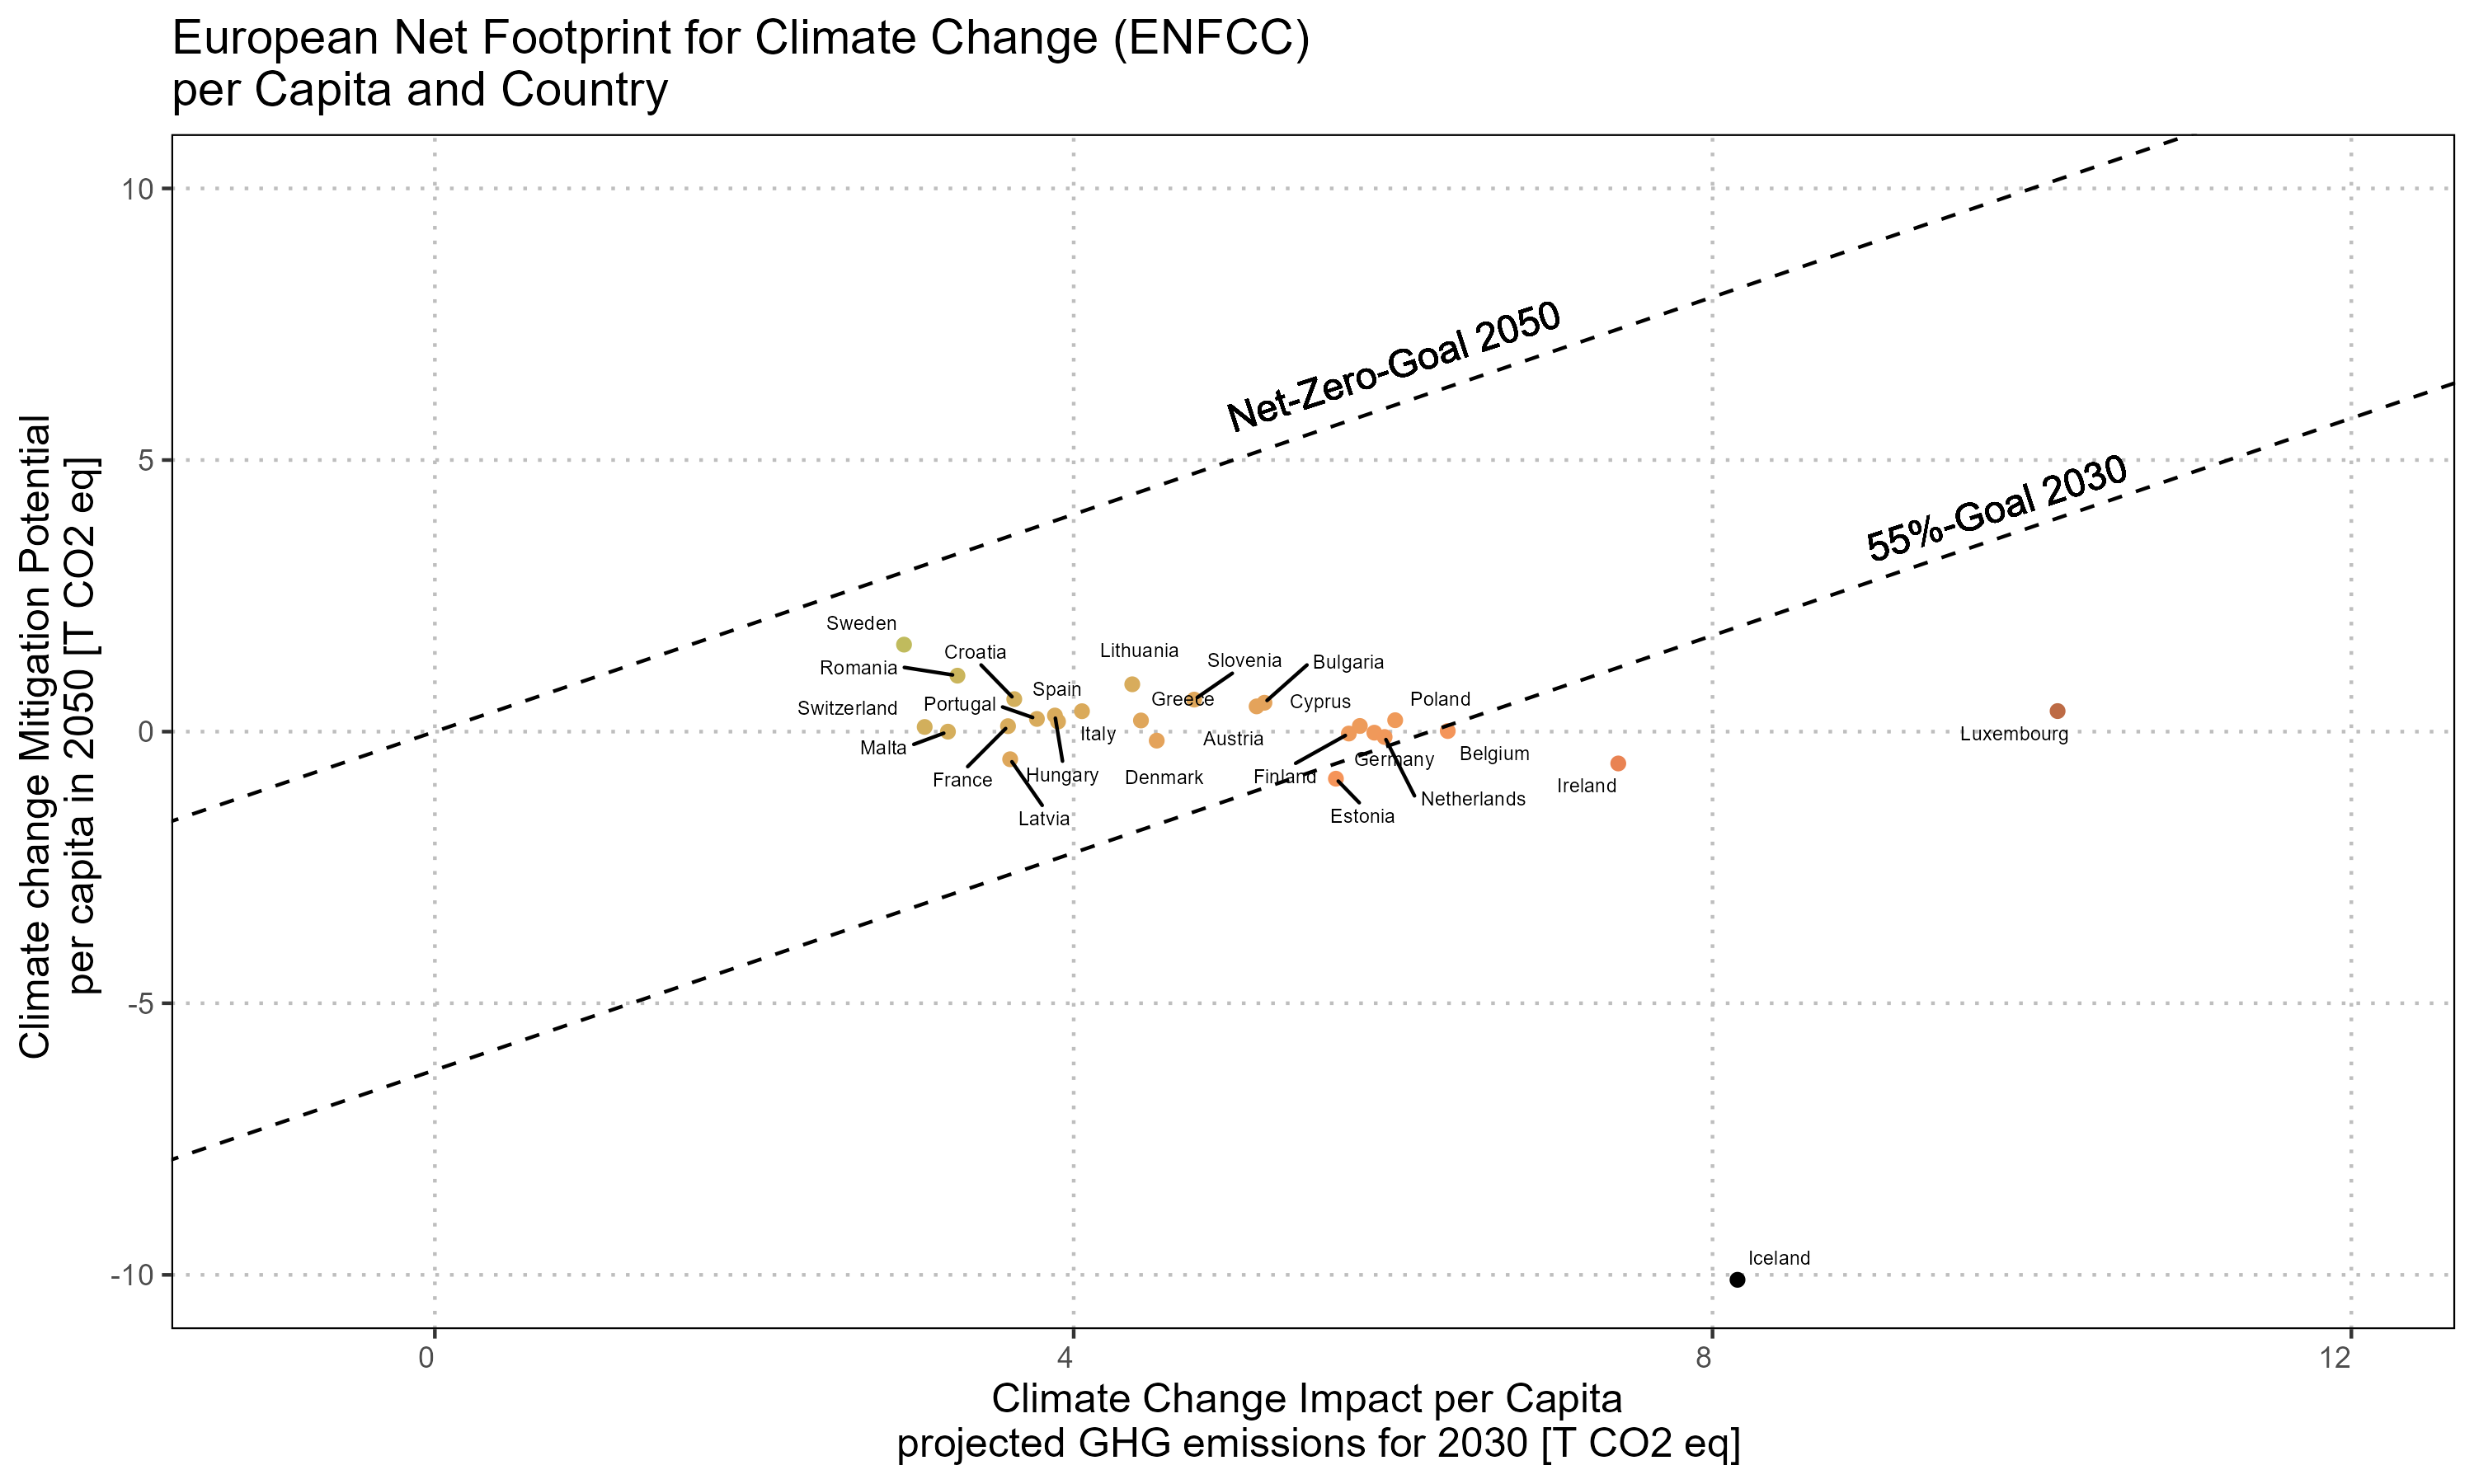 European Net Footprint for Climate Change (ENFCC)
per Capita and Country
Climate change Mitigation Potential
per capita in 2050 [T CO2 eq]
10
5
0
-5
-10
Net-Zero-Goal 2050
55%-Goal 2030
Sweden
Croatia
Lithuania
Slovenia
Bulgaria
Romania
Spain
Greece
Cyprus
Poland
Switzerland
Portugal
Italy
Austria
Luxembourg
Malta
France
Hungary
Denmark
Finland
Germany
Belgium
Ireland
Latvia
Estonia
Netherlands
Iceland
0
4
8
12
Climate Change Impact per Capita
projected GHG emissions for 2030 [T CO2 eq]